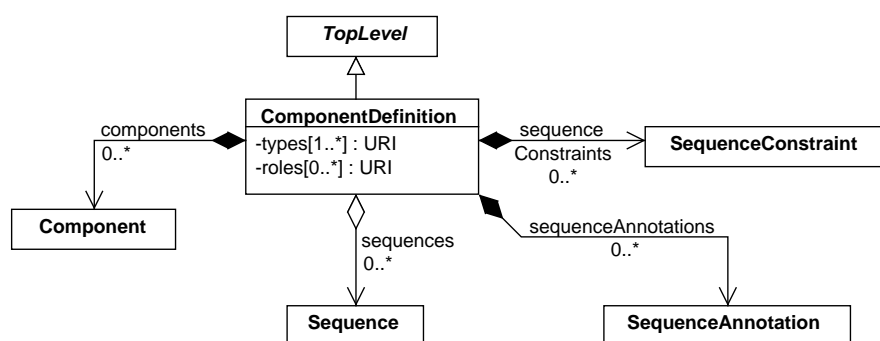 TopLevel
ComponentDefinition
-types[1..*] : URI
-roles[0..*] : URI
components
0..*
sequence
Constraints
0..*
SequenceConstraint
Component
sequences
0..*
sequenceAnnotations
0..*
Sequence
SequenceAnnotation